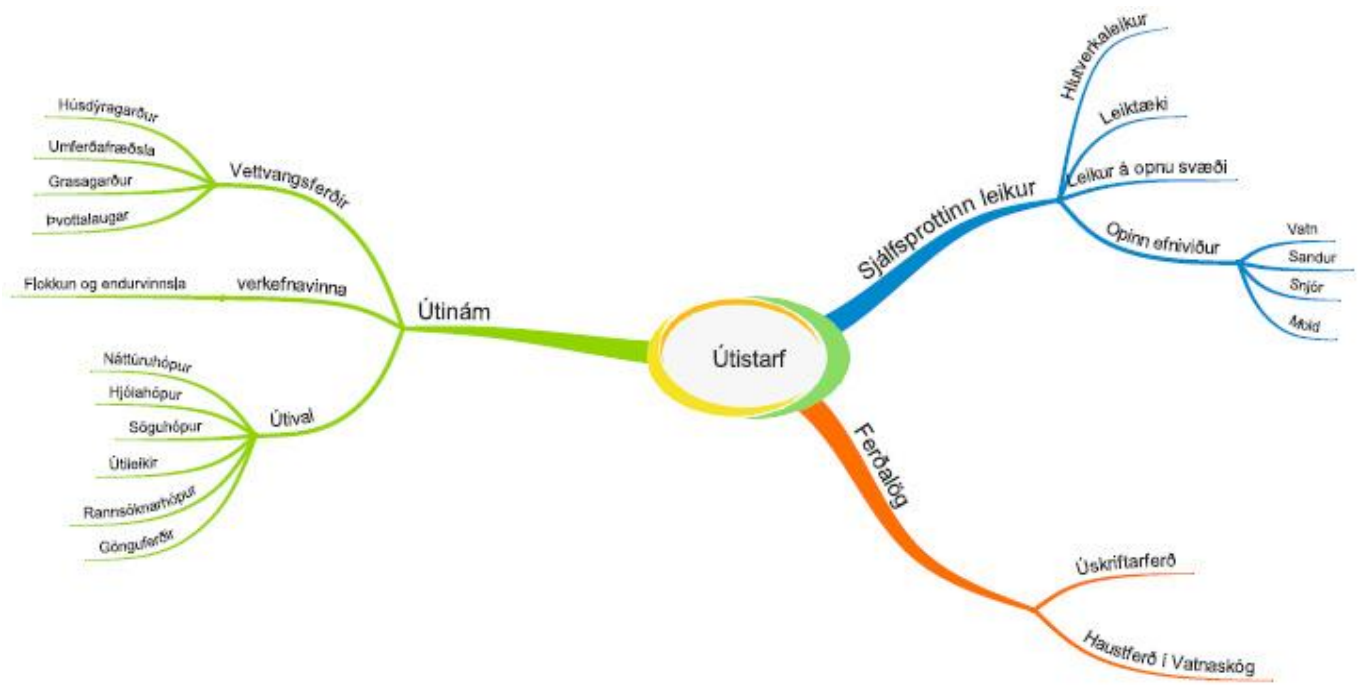 Útistarf
Útinám
Vettvangsferðir
Húsdýragarður
Umferðafræðsla
Grasagarður
Þvottalaugar
verkefnavinna
Flokkun og endurvinnsla
Útival
Náttúruhópur
Hjólahópur
Söguhópur
Útileikir
Rannsóknarhópur
Gönguferðir
Sjálfsprottinn leikur
Hlutverkaleikur
Leiktæki
Leikur á opnu svæði
Opinn efniviður
Vatn
Sandur
Snjór
Mold
Ferðalög
Úskriftarferð
Haustferð í Vatnaskóg